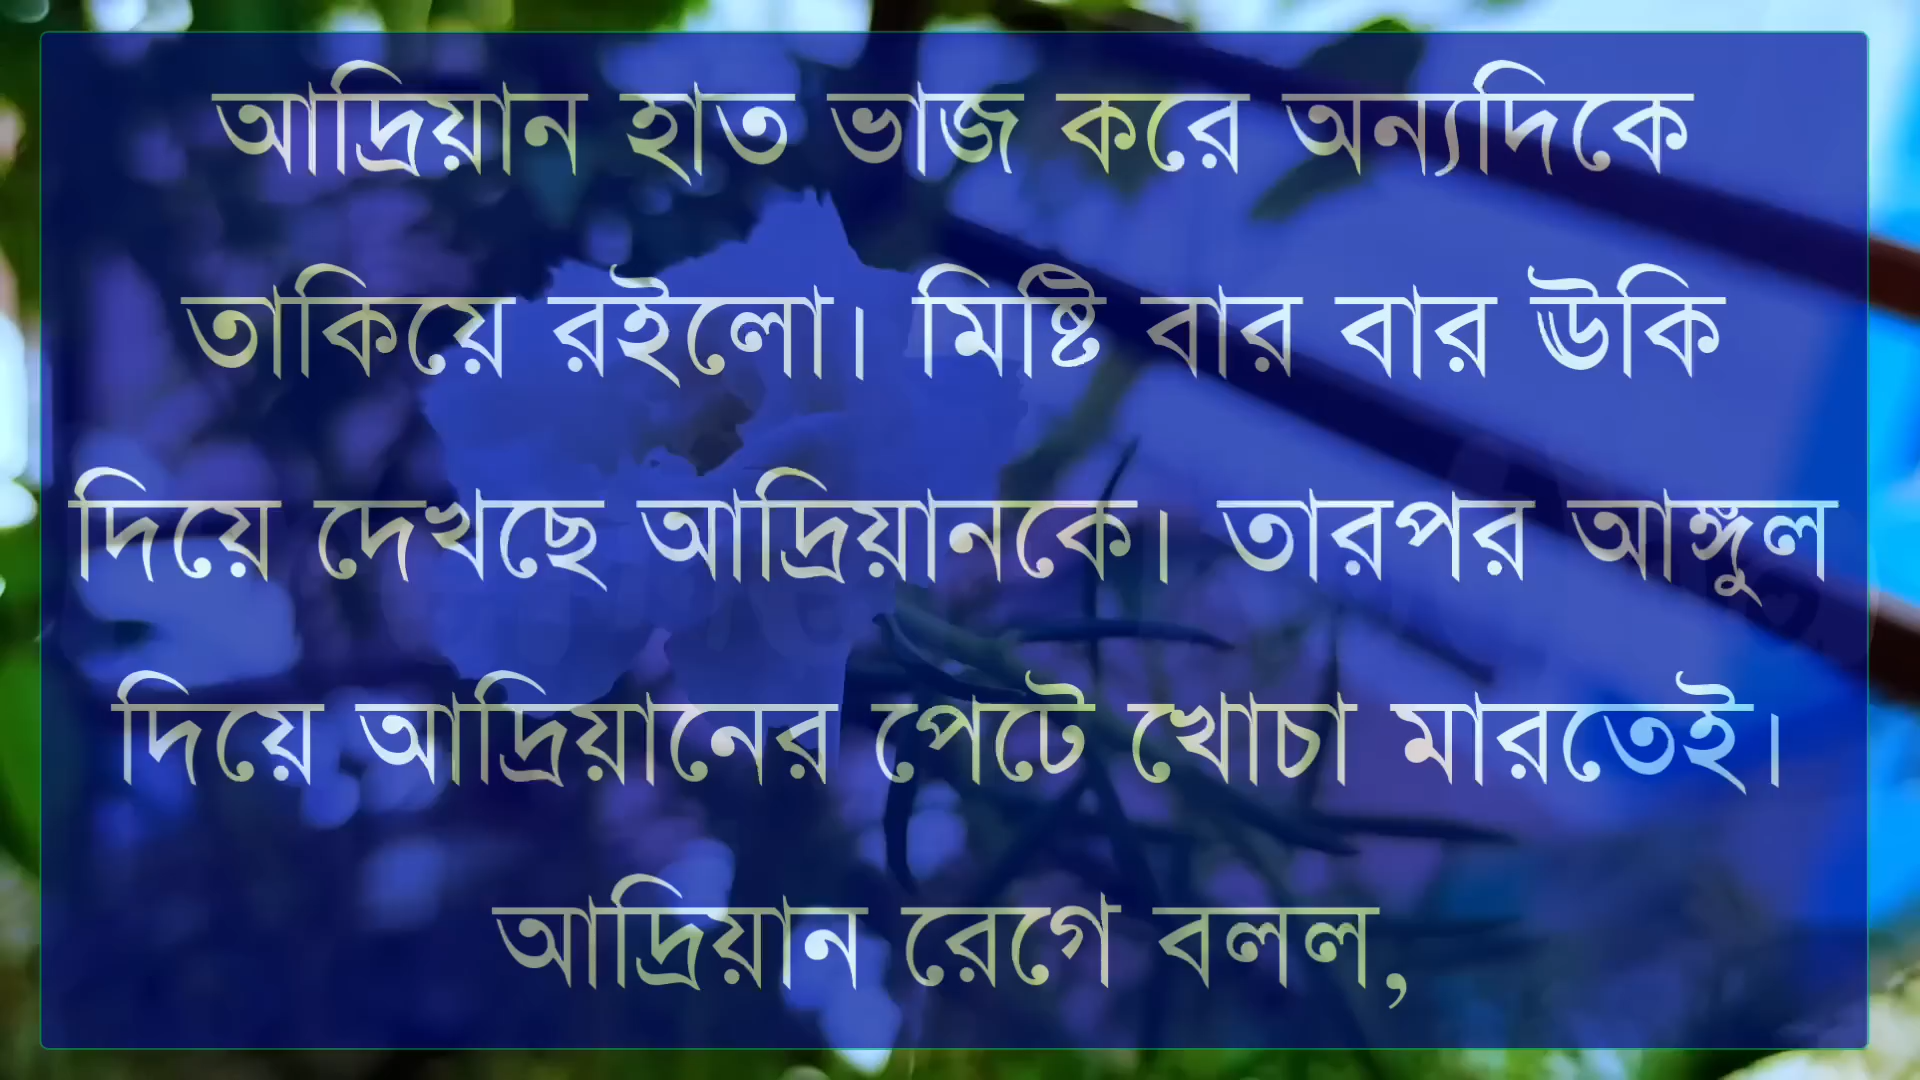 আদ্রিয়ান হাত ভাজ করে অন্যদিকে
তাকিয়ে রইলো। মিষ্টি বার বার উকি
দিয়ে দেখছে আদ্রিয়ানকে। তারপর আঙ্গুল
দিয়ে আদ্রিয়ানের পেটে খোচা মারতেই।
আদ্রিয়ান রেগে বলল,